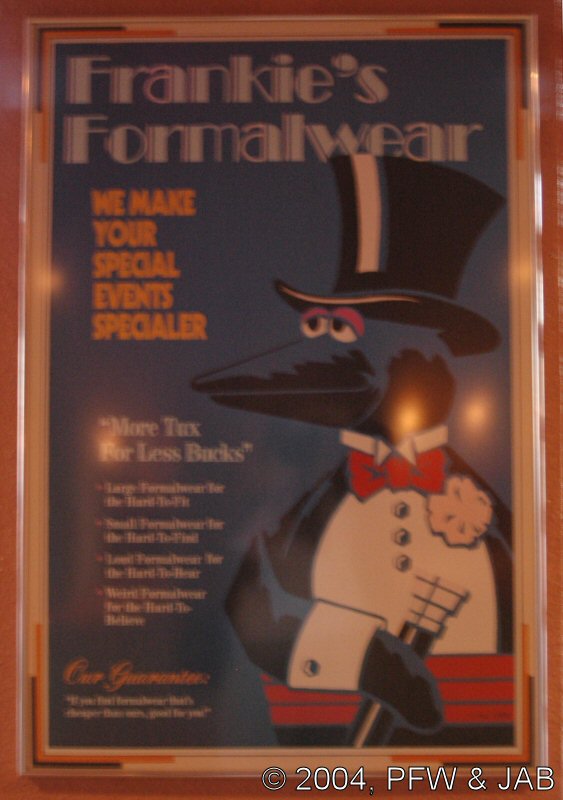 Frankie's
Formalwear
WE MAKE
YOUR
SPECIAL
EVENTS
SPECIALER
"More Tux
For Less Bucks"
Large Formalwear for
the Hard-To-Fit
Small Formalwear for
the Hard-To-Find
Loud Formalwear for
the Hard-To-Hear
Weird Formalwear
For the Hard-To-
Believe
Our Guarantee:
"If you find formalwear that's
cheaper than ours, good for you!"
© 2004, PFW & JAB